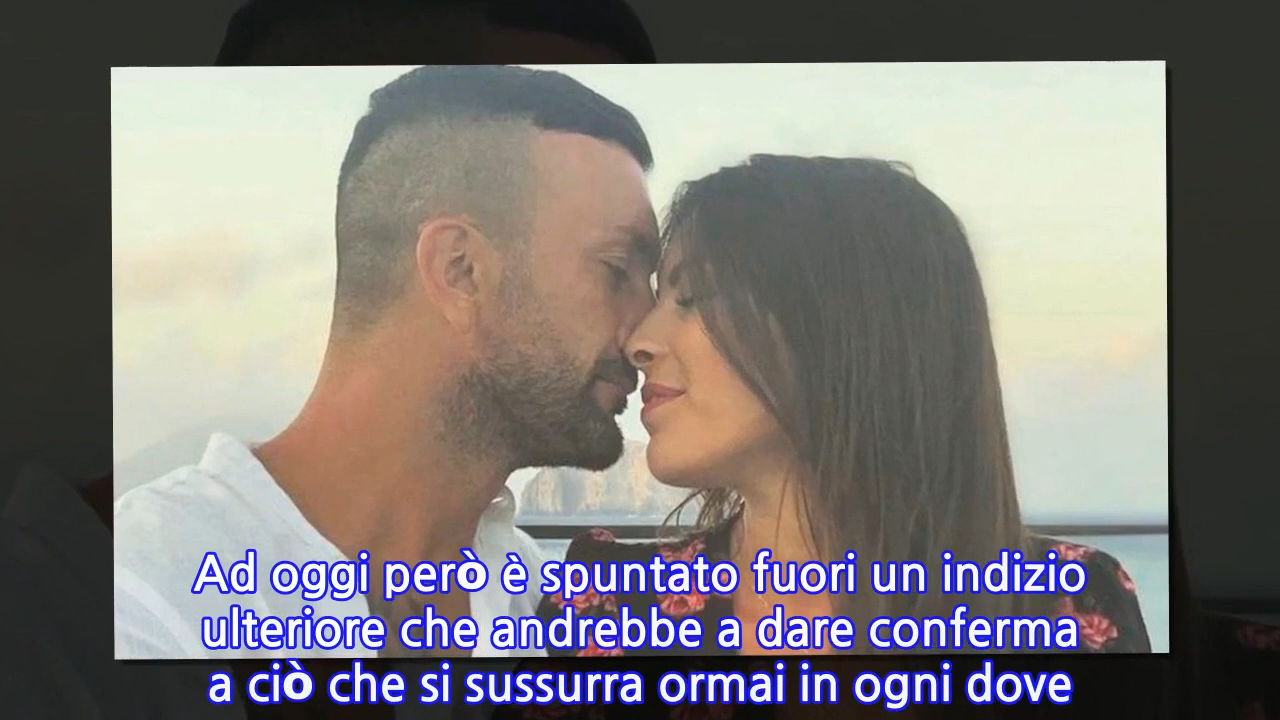 Ad oggi però è spuntato fuori un indizio
ulteriore che andrebbe a dare conferma
a ciò che si sussurra ormai in ogni dove